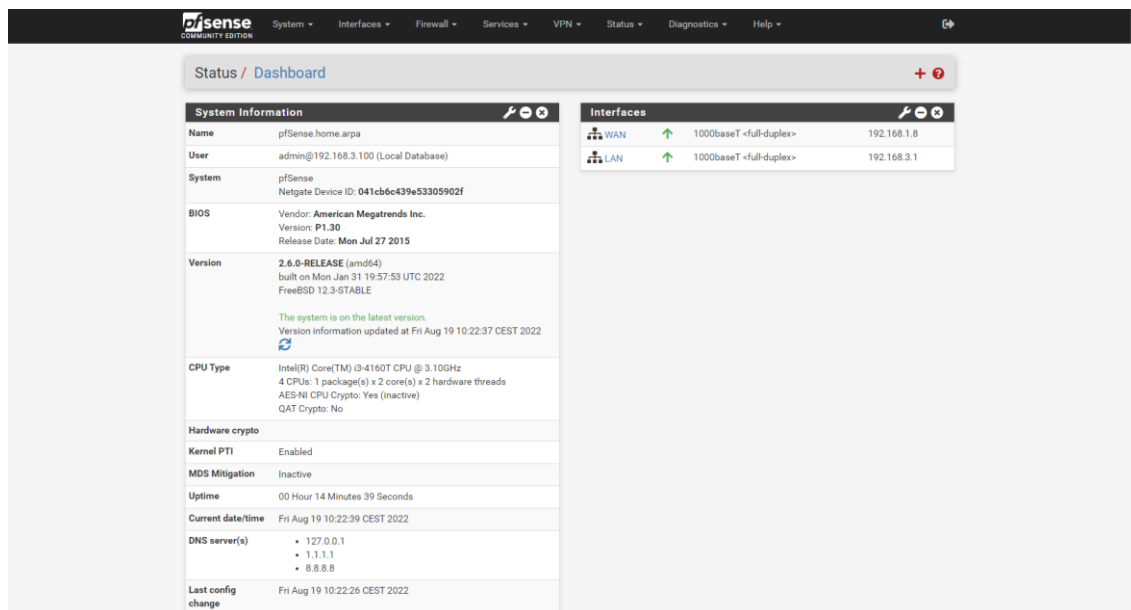 pfsense
COMMUNITY EDITION
System Interfaces Firewall Services VPN Status Diagnostics Help
Status / Dashboard
System Information
Name pfSense.home.arpa
User admin@192.168.3.100 (Local Database)
System pfSense
Netgate Device ID: 041cb6c439e53305902f
BIOS Vendor: American Megatrends Inc.
Version: P1.30
Release Date: Mon Jul 27 2015
Version 2.6.0-RELEASE (amd64)
built on Mon Jan 31 19:57:53 UTC 2022
FreeBSD 12.3-STABLE
The system is on the latest version.
Version information updated at Fri Aug 19 10:22:37 CEST 2022
CPU Type Intel(R) Core(TM) i3-4160T CPU @ 3.10GHz
4 CPUs: 1 package(s) x 2 core(s) x 2 hardware threads
AES-NI CPU Crypto: Yes (inactive)
QAT Crypto: No
Hardware crypto
Kernel PTI Enabled
MDS Mitigation Inactive
Uptime 00 Hour 14 Minutes 39 Seconds
Current date/time Fri Aug 19 10:22:39 CEST 2022
DNS server(s) • 127.0.0.1
• 1.1.1.1
• 8.8.8.8
Last config Fri Aug 19 10:22:26 CEST 2022
change
Interfaces
WAN 1000baseT <full-duplex> 192.168.1.8
LAN 1000baseT <full-duplex> 192.168.3.1